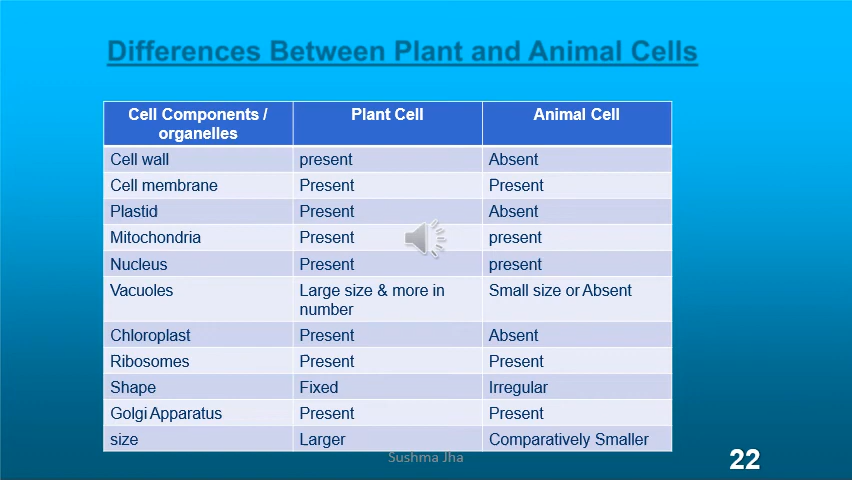 Differences Between Plant and Animal Cells
Cell Components / organelles Plant Cell Animal Cell
Cell wall present Absent
Cell membrane Present Present
Plastid Present Absent
Mitochondria Present present
Nucleus Present present
Vacuoles Large size & more in number Small size or Absent
Chloroplast Present Absent
Ribosomes Present Present
Shape Fixed Irregular
Golgi Apparatus Present Present
size Larger Comparatively Smaller
Sushma Jha
22